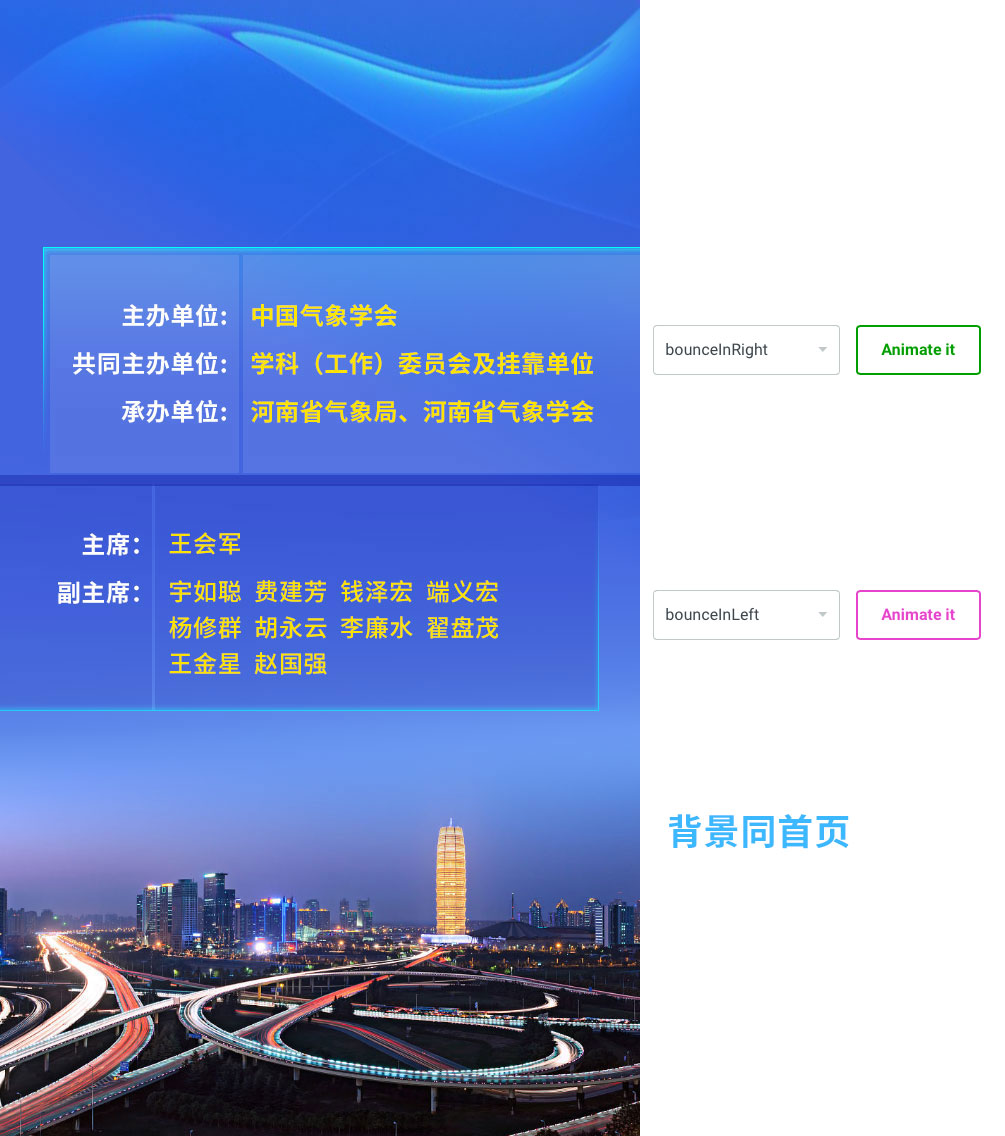 主办单位: 中国气象学会
共同主办单位: 学科（工作）委员会及挂靠单位
承办单位: 河南省气象局、河南省气象学会
bounceInRight Animate it
主席: 王会军
副主席: 宇如聪 费建芳 钱泽宏 端义宏
杨修群 胡永云 李廉水 翟盘茂
王金星 赵国强
bounceInLeft Animate it
背景同首页